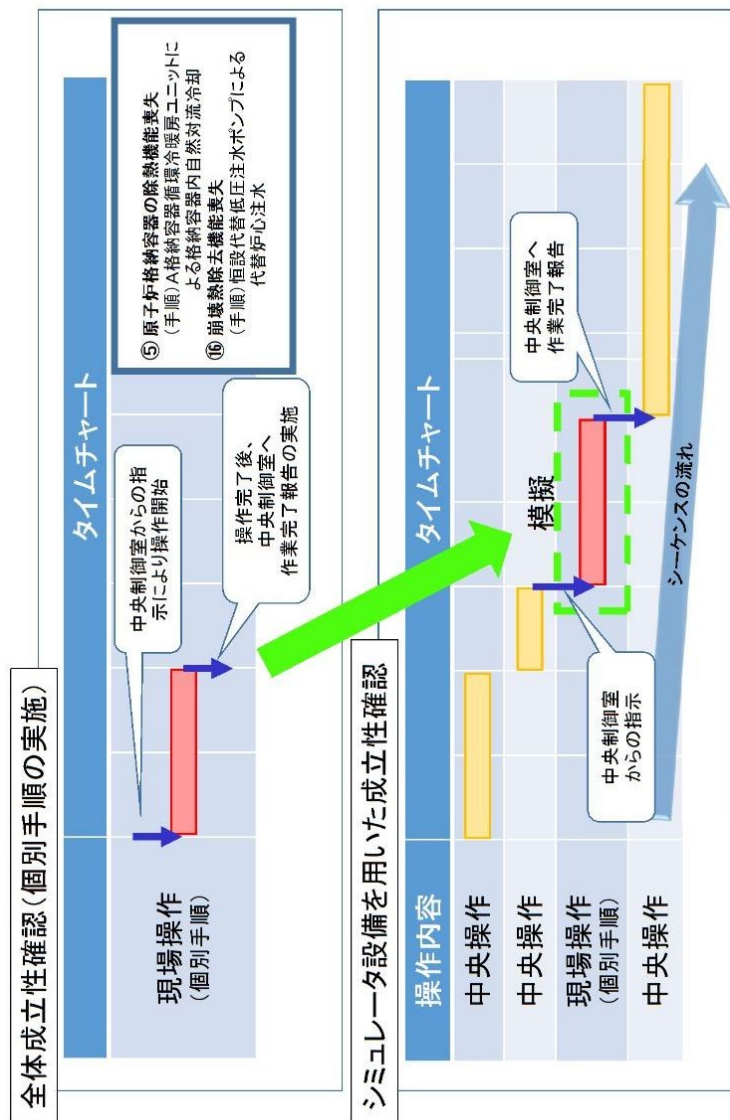 全体成立性確認（個別手順の実施）
タイムチャート
現場操作
（個別手順）
中央制御室からの指
示により操作開始
操作完了後、
中央制御室へ
作業完了報告の実施
⑤ 原子炉格納容器の除熱機能喪失
（手順）A格納容器循環冷暖房ユニットに
よる格納容器内自然対流冷却
⑯ 崩壊熱除去機能喪失
（手順）恒設代替低圧注水ポンプによる
代替炉心注水
シミュレータ設備を用いた成立性確認
操作内容
タイムチャート
中央操作
中央操作
現場操作
（個別手順）
中央操作
中央制御室
からの指示
模擬
中央制御室へ
作業完了報告
シーケンスの流れ